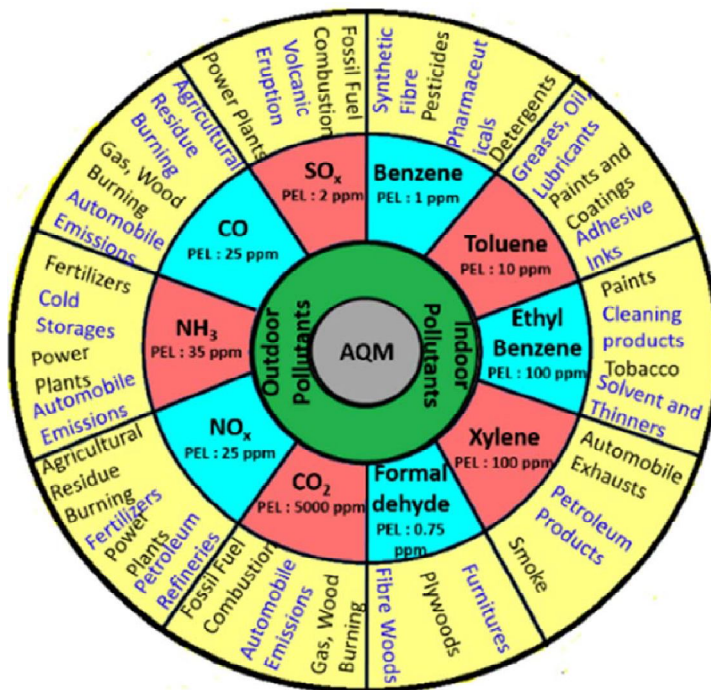 AQM
Outdoor
Pollutants
Indoor
Pollutants
SOₓ
PEL : 2 ppm
Power Plants
Volcanic
Eruption
Fossil Fuel
Combustion
Benzene
PEL : 1 ppm
Synthetic
Fibre
Pesticides
Pharmaceut
icals
Detergents
Toluene
PEL : 10 ppm
Greases, Oil,
Lubricants
Paints and
Coatings
Adhesive
Inks
Ethyl
Benzene
PEL : 100 ppm
Paints
Cleaning
products
Tobacco
Solvent and
Thinners
Xylene
PEL : 100 ppm
Automobile
Exhausts
Petroleum
Products
Smoke
Formal
dehyde
PEL : 0.75
ppm
Fibre Woods
Plywoods
Furnitures
CO₂
PEL : 5000 ppm
Fossil Fuel
Combustion
Automobile
Emissions
Gas, Wood
Burning
NOₓ
PEL : 25 ppm
Agricultural
Residue
Burning
Fertilizers
Power
Plants
Petroleum
Refineries
NH₃
PEL : 35 ppm
Fertilizers
Cold
Storages
Power
Plants
Automobile
Emissions
CO
PEL : 25 ppm
Agricultural
Residue
Burning
Gas, Wood
Burning
Automobile
Emissions